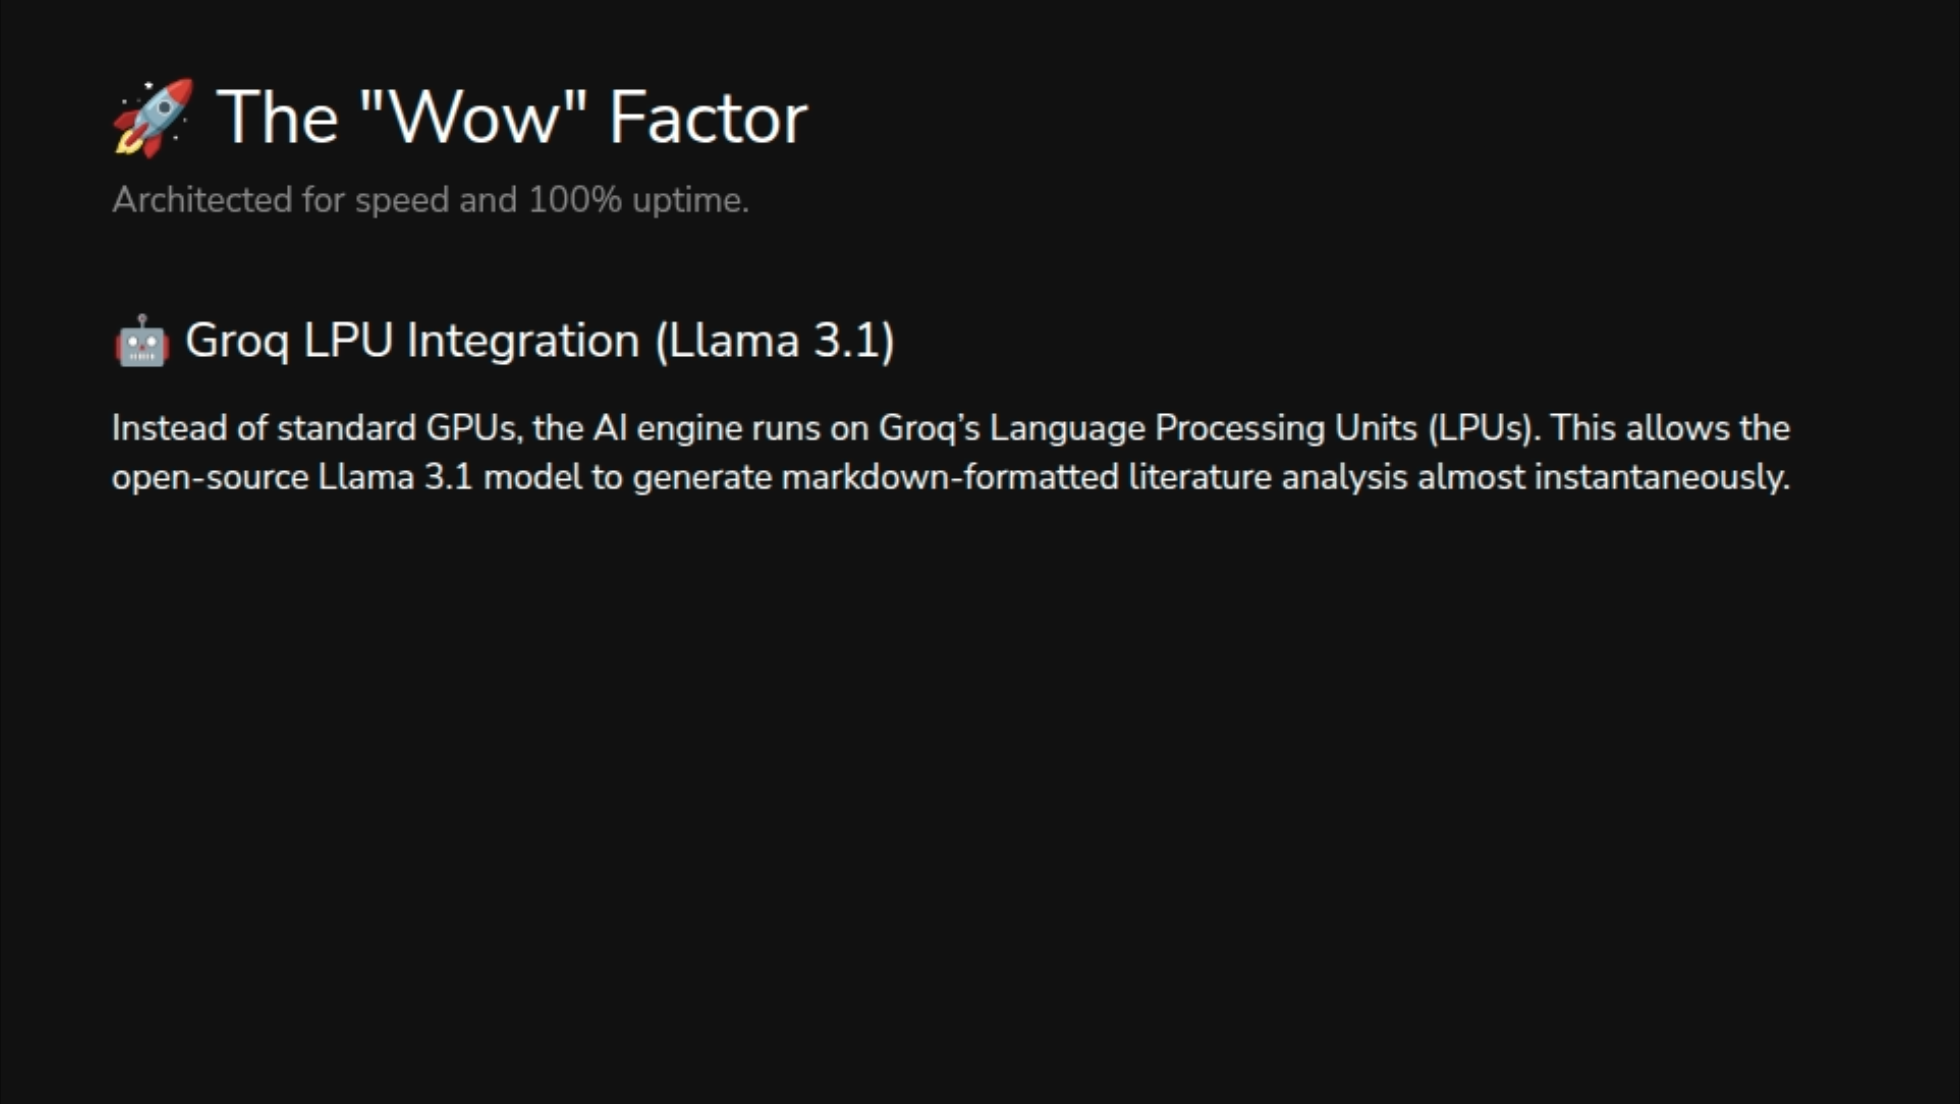 🚀 The "Wow" Factor
Architected for speed and 100% uptime.
🤖 Groq LPU Integration (Llama 3.1)
Instead of standard GPUs, the AI engine runs on Groq’s Language Processing Units (LPUs). This allows the
open-source Llama 3.1 model to generate markdown-formatted literature analysis almost instantaneously.